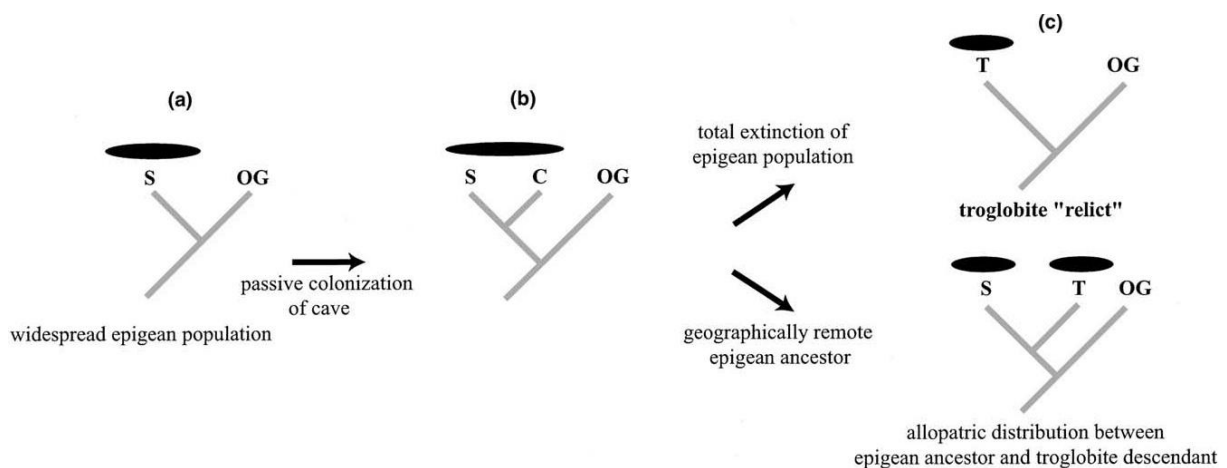 (a)
S OG
widespread epigean population
passive colonization
of cave
(b)
S C OG
total extinction of
epigean population
geographically remote
epigean ancestor
(c)
T OG
troglobite "relict"
S T OG
allopatric distribution between
epigean ancestor and troglobite descendant